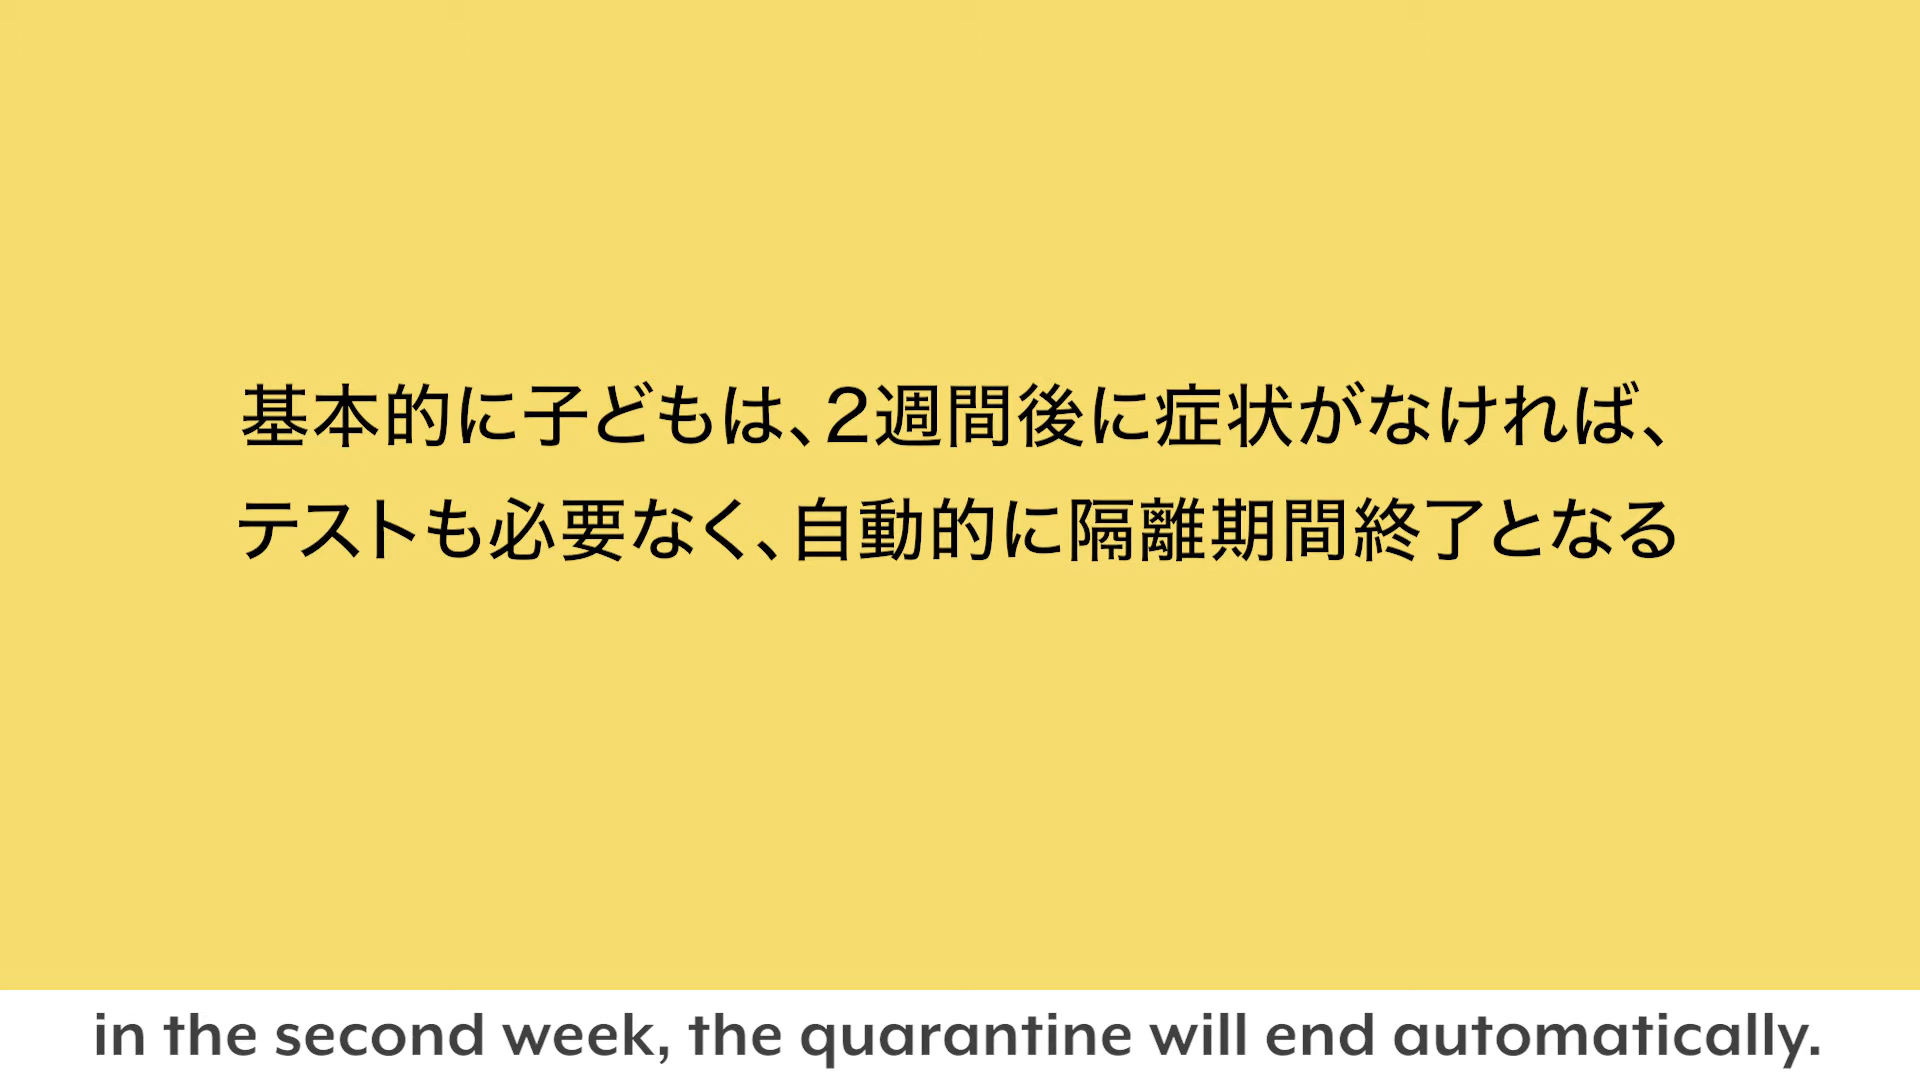 基本的に子どもは、2週間後に症状がなければ、
テストも必要なく、自動的に隔離期間終了となる
in the second week, the quarantine will end automatically.